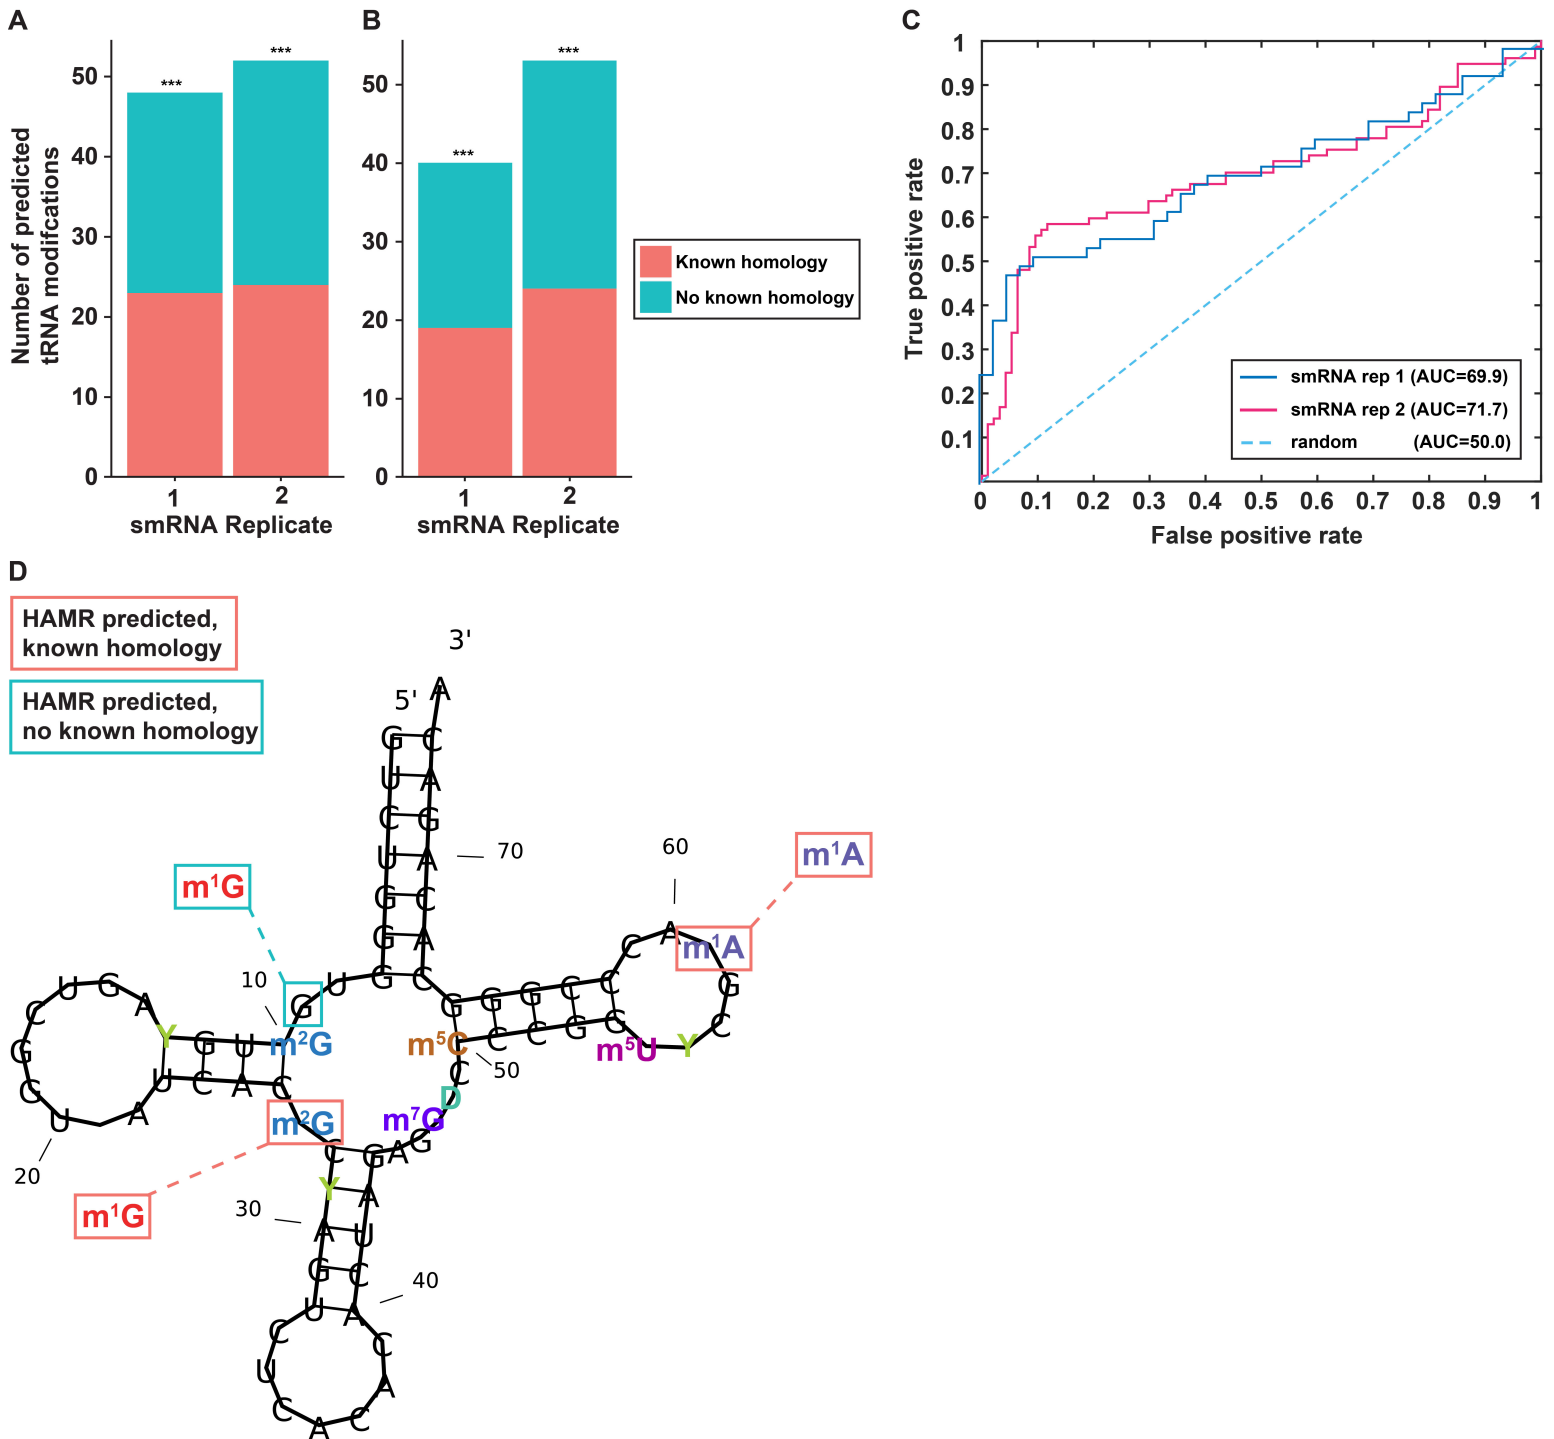 A
B
C
Number of predicted
tRNA modifcations
50
40
30
20
10
0
***
***
1
2
smRNA Replicate
50
40
30
20
10
0
***
***
1
2
smRNA Replicate
Known homology
No known homology
True positive rate
1
0.9
0.8
0.7
0.6
0.5
0.4
0.3
0.2
0.1
0 0.1 0.2 0.3 0.4 0.5 0.6 0.7 0.8 0.9 1
False positive rate
smRNA rep 1 (AUC=69.9)
smRNA rep 2 (AUC=71.7)
random (AUC=50.0)
D
HAMR predicted,
known homology
HAMR predicted,
no known homology
3'
5'
A
G C
U A
C G
U A
G C
G A
G C
70
60
m¹A
m¹A
m¹G
10
G U
m²G
U G Y
A G U C G C U
20
A U C A C
m²G
m¹G
C G
Y A
30
A U
G C
U A
40
C U C A C A C
A G
m⁷G
D
C
m⁵C
50
G G G C C
C C G G
m⁵U
Y
C
G
A
C